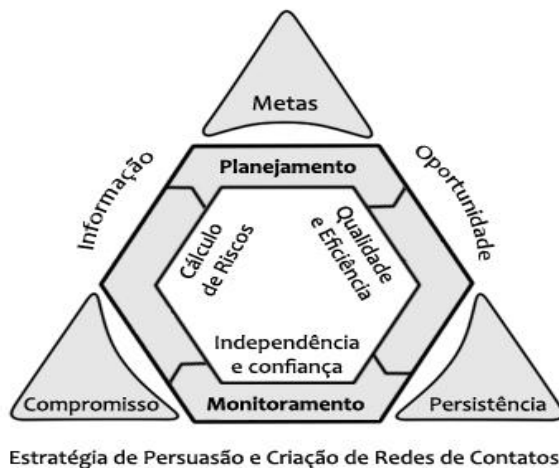 Metas
Informação
Oportunidade
Planejamento
Cálculo
de Riscos
Qualidade
e Eficiência
Independência
e confiança
Compromisso
Monitoramento
Persistência
Estratégia de Persuasão e Criação de Redes de Contatos